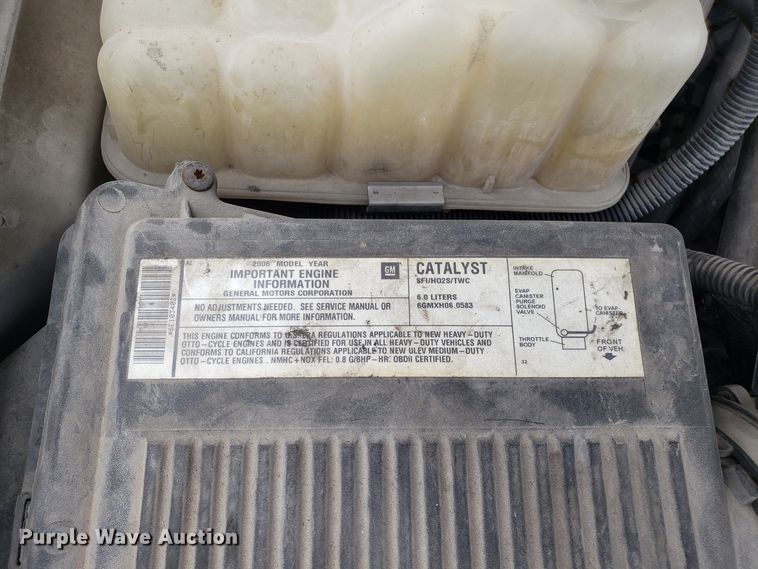 AL
2006 MODEL YEAR
IMPORTANT ENGINE
INFORMATION
GENERAL MOTORS CORPORATION
GM
NO ADJUSTMENTS NEEDED. SEE SERVICE MANUAL OR
OWNERS MANUAL FOR MORE INFORMATION.
THIS ENGINE CONFORMS TO U.S. EPA REGULATIONS APPLICABLE TO NEW HEAVY-DUTY
OTTO-CYCLE ENGINES AND IS CERTIFIED FOR USE IN ALL HEAVY-DUTY VEHICLES AND
CONFORMS TO CALIFORNIA REGULATIONS APPLICABLE TO NEW ULEV MEDIUM-DUTY
OTTO-CYCLE ENGINES. NMHC+NOX FEL: 0.8 G/BHP-HR: OBDII CERTIFIED.
CATALYST
SFI/HO2S/TWC
6.0 LITERS
6GMXH06.0583
INTAKE
MANIFOLD
EVAP
CANISTER
PURGE
SOLENOID
VALVE
THROTTLE
BODY
TO EVAP
CANISTER
FRONT
OF VEH
32
Purple Wave Auction